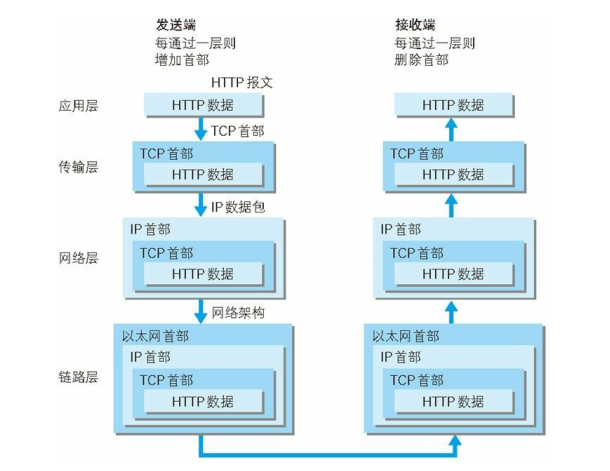 发送端
每通过一层则
增加首部
接收端
每通过一层则
删除首部
HTTP 报文
应用层
HTTP 数据
HTTP 数据
TCP 首部
传输层
TCP 首部
HTTP 数据
TCP 首部
HTTP 数据
IP 数据包
网络层
IP 首部
TCP 首部
HTTP 数据
IP 首部
TCP 首部
HTTP 数据
网络架构
链路层
以太网首部
IP 首部
TCP 首部
HTTP 数据
以太网首部
IP 首部
TCP 首部
HTTP 数据